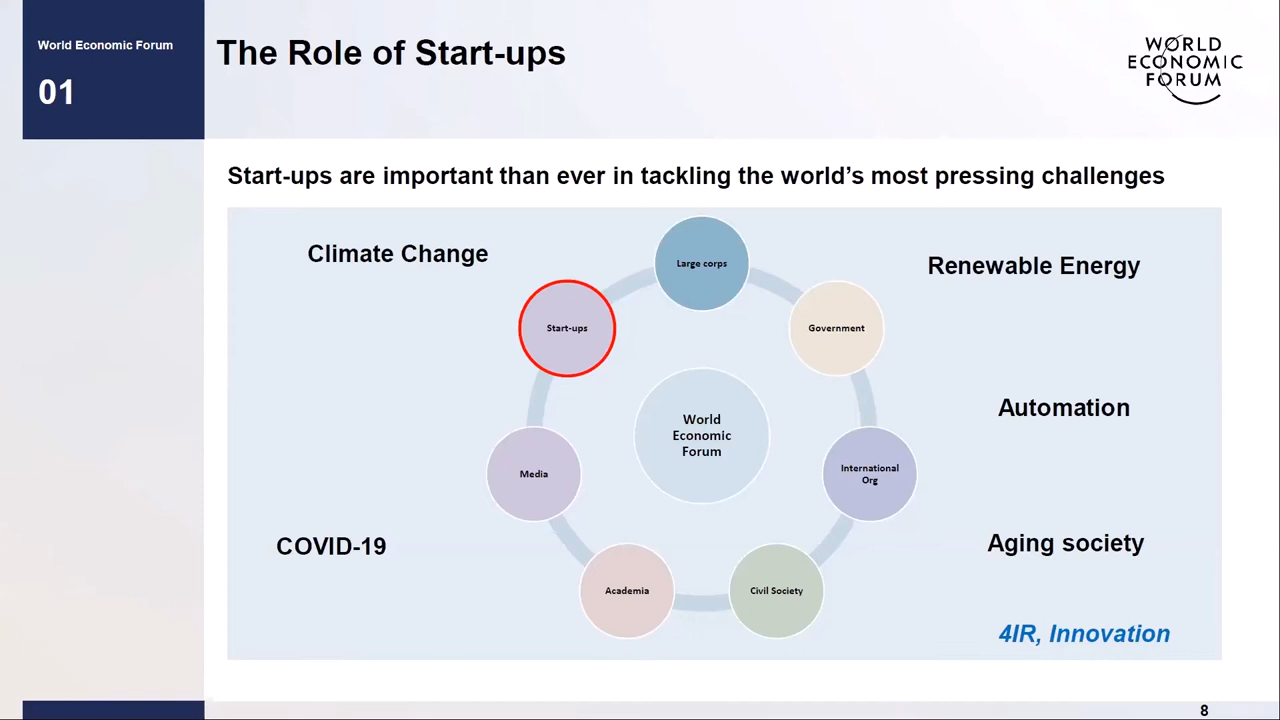 World Economic Forum
01
The Role of Start-ups
WORLD
ECONOMIC
FORUM
Start-ups are important than ever in tackling the world’s most pressing challenges
Climate Change
Large corps
Renewable Energy
Start-ups
Government
Automation
World
Economic
Forum
Media
International
Org
COVID-19
Aging society
Academia
Civil Society
4IR, Innovation
8